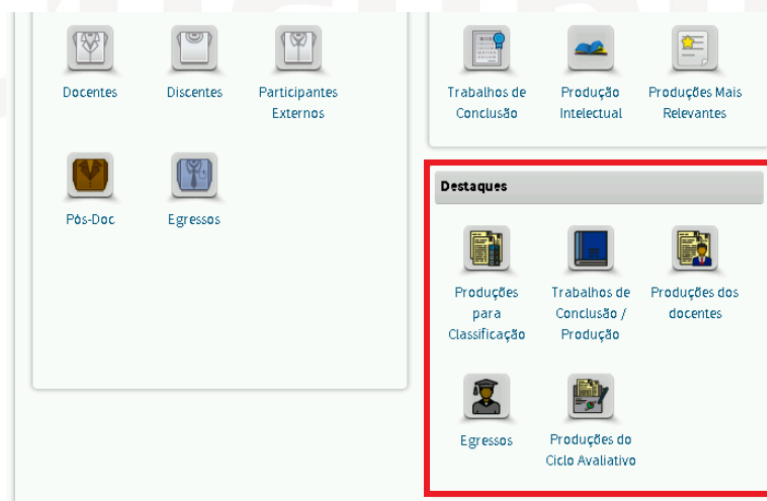 Docentes
Discentes
Participantes
Externos
Pós-Doc
Egressos
Trabalhos de
Conclusão
Produção
Intelectual
Produções Mais
Relevantes
Destaques
Produções
para
Classificação
Trabalhos de
Conclusão /
Produção
Produções dos
docentes
Egressos
Produções do
Ciclo Avaliativo